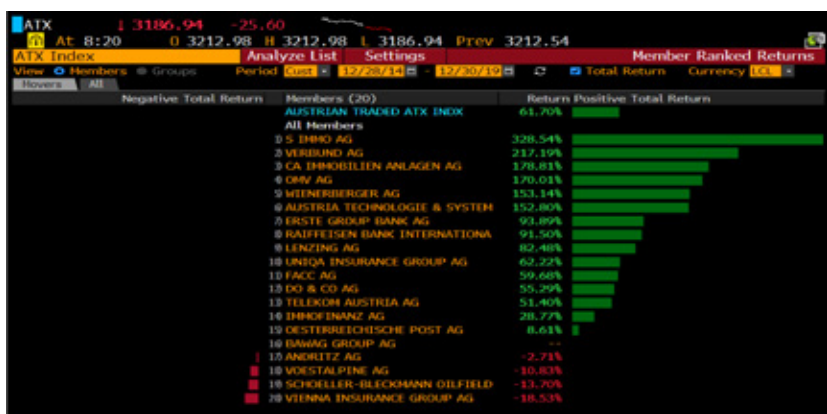 ATX ↓ 3186.94 -25.60
At 8:20 O 3212.98 H 3212.98 L 3186.94 Prev 3212.54
ATX Index Analyze List Settings Member Ranked Returns
View Members Groups Period Cust 12/28/14 - 12/30/19 Total Return Currency LCL
Hovers All
Negative Total Return Members (20) Return Positive Total Return
AUSTRIAN TRADED ATX INDX 61.70%
All Members
1) S IMMO AG 328.54%
2) VERBUND AG 217.19%
3) CA IMMOBILIEN ANLAGEN AG 178.81%
4) OMV AG 170.01%
5) WIENERBERGER AG 153.14%
6) AUSTRIA TECHNOLOGIE & SYSTEM 152.80%
7) ERSTE GROUP BANK AG 93.89%
8) RAIFFEISEN BANK INTERNATIONA 91.50%
9) LENZING AG 82.48%
10) UNIQA INSURANCE GROUP AG 62.22%
11) FACC AG 59.68%
12) DO & CO AG 55.29%
13) TELEKOM AUSTRIA AG 51.40%
14) IMMOFINANZ AG 28.77%
15) OESTERREICHISCHE POST AG 8.61%
16) BAWAG GROUP AG --
17) ANDRITZ AG -2.71%
18) VOESTALPINE AG -10.83%
19) SCHOELLER-BLECKMANN OILFIELD -13.70%
20) VIENNA INSURANCE GROUP AG -18.53%